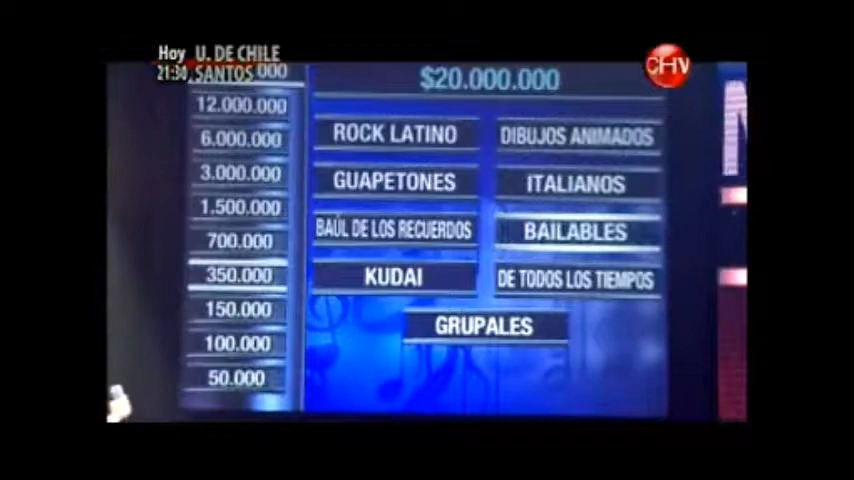 Hoy U. DE CHILE
21:30 SANTOS
CHV
000
12.000.000
6.000.000
3.000.000
1.500.000
700.000
350.000
150.000
100.000
50.000
$20.000.000
ROCK LATINO
DIBUJOS ANIMADOS
GUAPETONES
ITALIANOS
BAÚL DE LOS RECUERDOS
BAILABLES
KUDAI
DE TODOS LOS TIEMPOS
GRUPALES